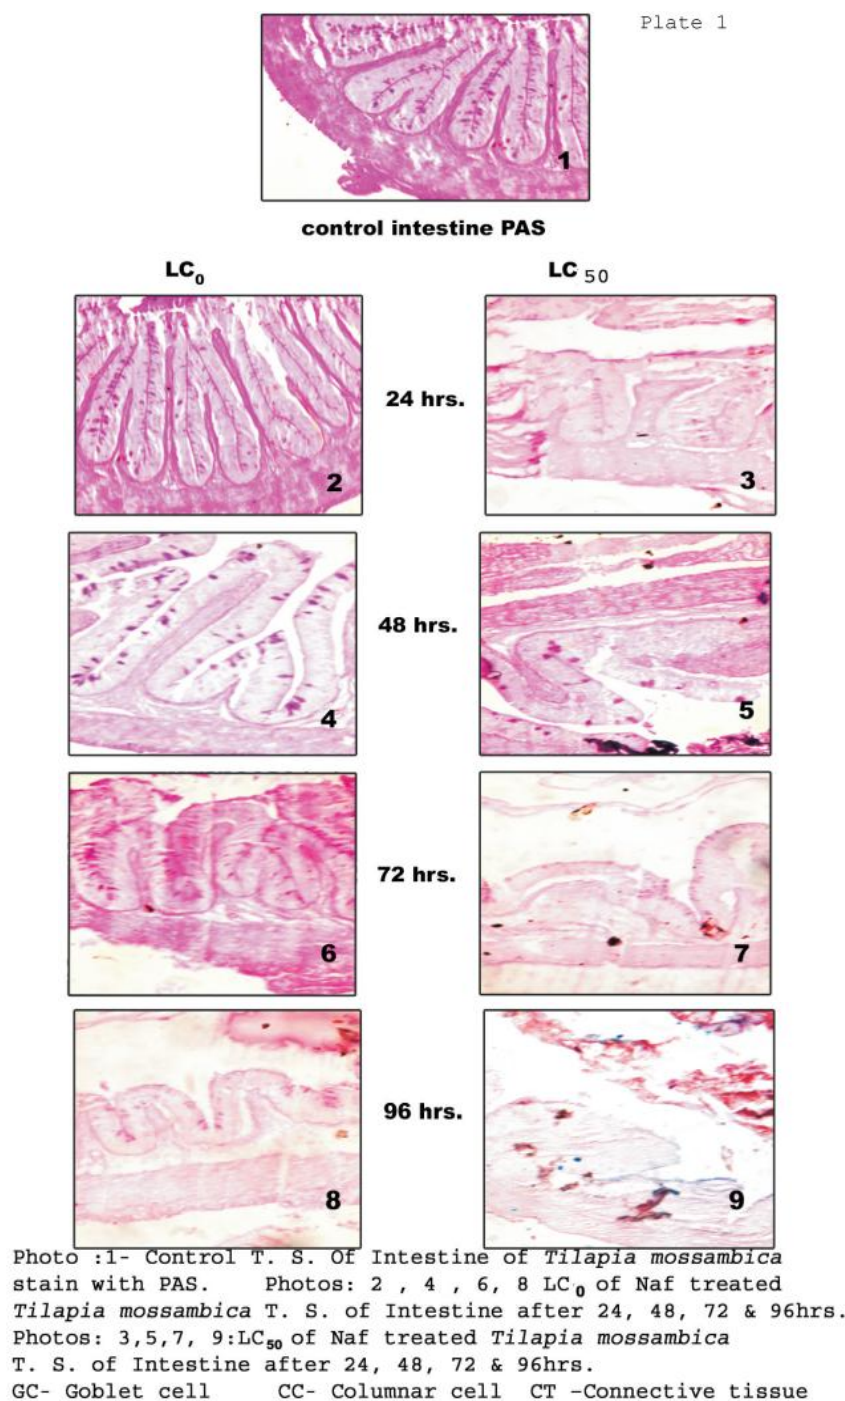 Plate 1
1
control intestine PAS
LC₀ LC 50
24 hrs.
2 3
48 hrs.
4 5
72 hrs.
6 7
96 hrs.
8 9
Photo :1- Control T. S. Of Intestine of Tilapia mossambica
stain with PAS. Photos: 2 , 4 , 6, 8 LC₀ of Naf treated
Tilapia mossambica T. S. of Intestine after 24, 48, 72 & 96hrs.
Photos: 3,5,7, 9:LC₅₀ of Naf treated Tilapia mossambica
T. S. of Intestine after 24, 48, 72 & 96hrs.
GC- Goblet cell CC- Columnar cell CT –Connective tissue